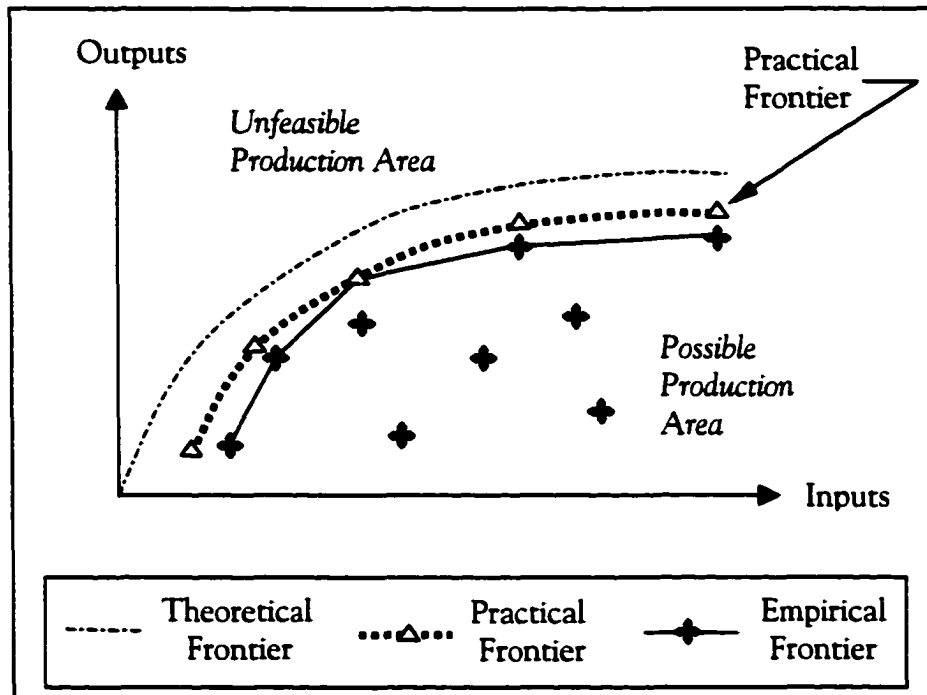 Outputs
Practical
Frontier
Unfeasible
Production Area
Possible
Production
Area
Inputs
Theoretical
Frontier
Practical
Frontier
Empirical
Frontier